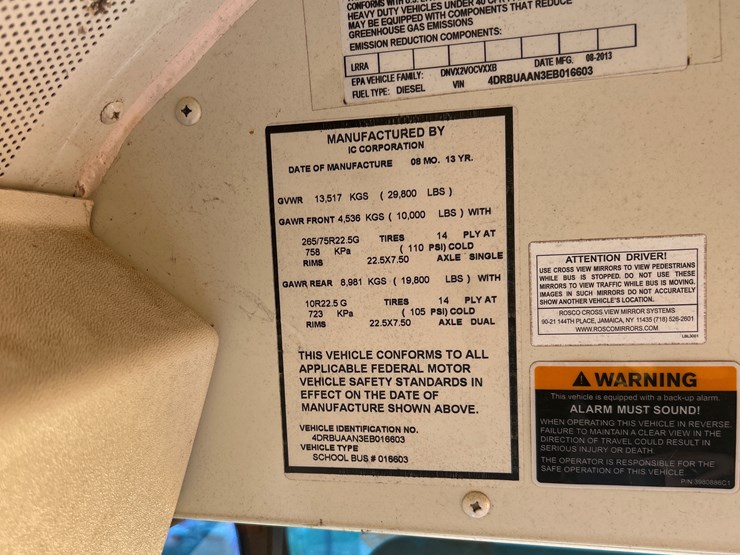 CONFORMS WITH U.S.
HEAVY DUTY VEHICLES UNDER 40
MAY BE EQUIPPED WITH COMPONENTS THAT REDUCE
GREENHOUSE GAS EMISSIONS
EMISSION REDUCTION COMPONENTS:
LRRA
EPA VEHICLE FAMILY: DNVX2VOCVXXB DATE MFG. 08-2013
FUEL TYPE: DIESEL VIN 4DRBUAAN3EB016603
MANUFACTURED BY
IC CORPORATION
DATE OF MANUFACTURE 08 MO. 13 YR.
GVWR 13,517 KGS ( 29,800 LBS )
GAWR FRONT 4,536 KGS ( 10,000 LBS ) WITH
265/75R22.5G TIRES 14 PLY AT
758 KPa ( 110 PSI) COLD
RIMS 22.5X7.50 AXLE SINGLE
GAWR REAR 8,981 KGS ( 19,800 LBS ) WITH
10R22.5 G TIRES 14 PLY AT
723 KPa ( 105 PSI) COLD
RIMS 22.5X7.50 AXLE DUAL
THIS VEHICLE CONFORMS TO ALL
APPLICABLE FEDERAL MOTOR
VEHICLE SAFETY STANDARDS IN
EFFECT ON THE DATE OF
MANUFACTURE SHOWN ABOVE.
VEHICLE IDENTIFICATION NO.
4DRBUAAN3EB016603
VEHICLE TYPE
SCHOOL BUS # 016603
ATTENTION DRIVER!
USE CROSS VIEW MIRRORS TO VIEW PEDESTRIANS
WHILE BUS IS STOPPED. DO NOT USE THESE
MIRRORS TO VIEW TRAFFIC WHILE BUS IS MOVING.
IMAGES IN SUCH MIRRORS DO NOT ACCURATELY
SHOW ANOTHER VEHICLE'S LOCATION.
ROSCO CROSS VIEW MIRROR SYSTEMS
90-21 144TH PLACE, JAMAICA, NY 11435 (718) 526-2601
WWW.ROSCOMIRRORS.COM
WARNING
This vehicle is equipped with a back-up alarm.
ALARM MUST SOUND!
WHEN OPERATING THIS VEHICLE IN REVERSE,
FAILURE TO MAINTAIN A CLEAR VIEW IN THE
DIRECTION OF TRAVEL COULD RESULT IN
SERIOUS INJURY OR DEATH
THE OPERATOR IS RESPONSIBLE FOR THE
SAFE OPERATION OF THIS VEHICLE.